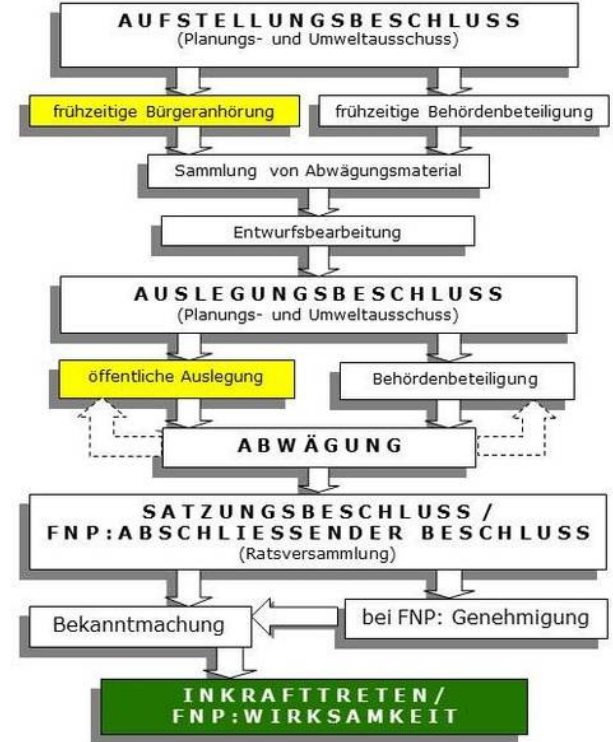 AUFSTELLUNGSBESCHLUSS
(Planungs- und Umweltausschuss)
frühzeitige Bürgeranhörung
frühzeitige Behördenbeteiligung
Sammlung von Abwägungsmaterial
Entwurfsbearbeitung
AUSLEGUNGSBESCHLUSS
(Planungs- und Umweltausschuss)
öffentliche Auslegung
Behördenbeteiligung
ABWÄGUNG
SATZUNGSBESCHLUSS /
FNP:ABSCHLIESSENDER BESCHLUSS
(Ratsversammlung)
Bekanntmachung
bei FNP: Genehmigung
INKRAFTTRETEN/
FNP:WIRKSAMKEIT